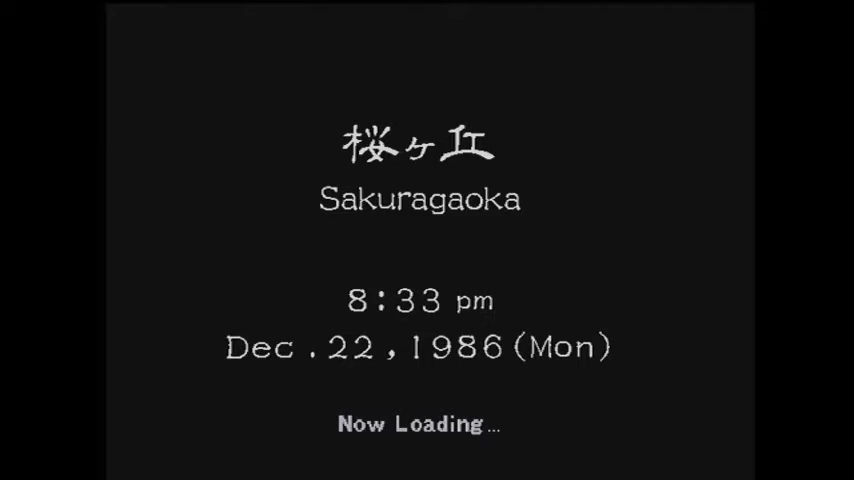 桜ヶ丘
Sakuragaoka
8:33 pm
Dec.22,1986(Mon)
Now Loading...